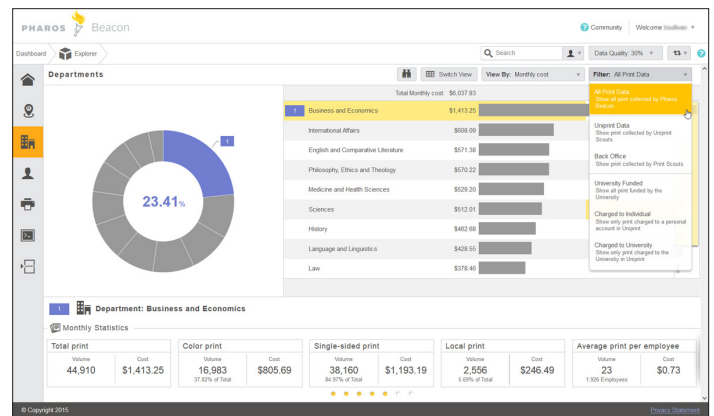 PHAROS Beacon
Community
Welcome
Dashboard
Explorer
Search
Data Quality: 30%
Departments
Switch View
View By: Monthly cost
Filter: All Print Data
Total Monthly cost: $6,037.83
1 Business and Economics $1,413.25
International Affairs $608.09
English and Comparative Literature $571.38
Philosophy, Ethics and Theology $570.22
Medicine and Health Sciences $529.20
Sciences $512.01
History $462.68
Language and Linguistics $428.55
Law $378.46
1
23.41%
All Print Data
Show all print collected by Pharos
Beacon
Uniprint Data
Show print collected by Uniprint
Scouts
Back Office
Show print collected by Print Scouts
University Funded
Show all print funded by the
University
Charged to Individual
Show only print charged to a personal
account in Uniprint
Charged to University
Show only print charged to the
University in Uniprint
1 Department: Business and Economics
Monthly Statistics
Total print
Volume Cost
44,910 $1,413.25
Color print
Volume Cost
16,983 $805.69
37.82% of Total
Single-sided print
Volume Cost
38,160 $1,193.19
84.97% of Total
Local print
Volume Cost
2,556 $246.49
5.69% of Total
Average print per employee
Volume Cost
23 $0.73
1,926 Employees
© Copyright 2015
Privacy Statement